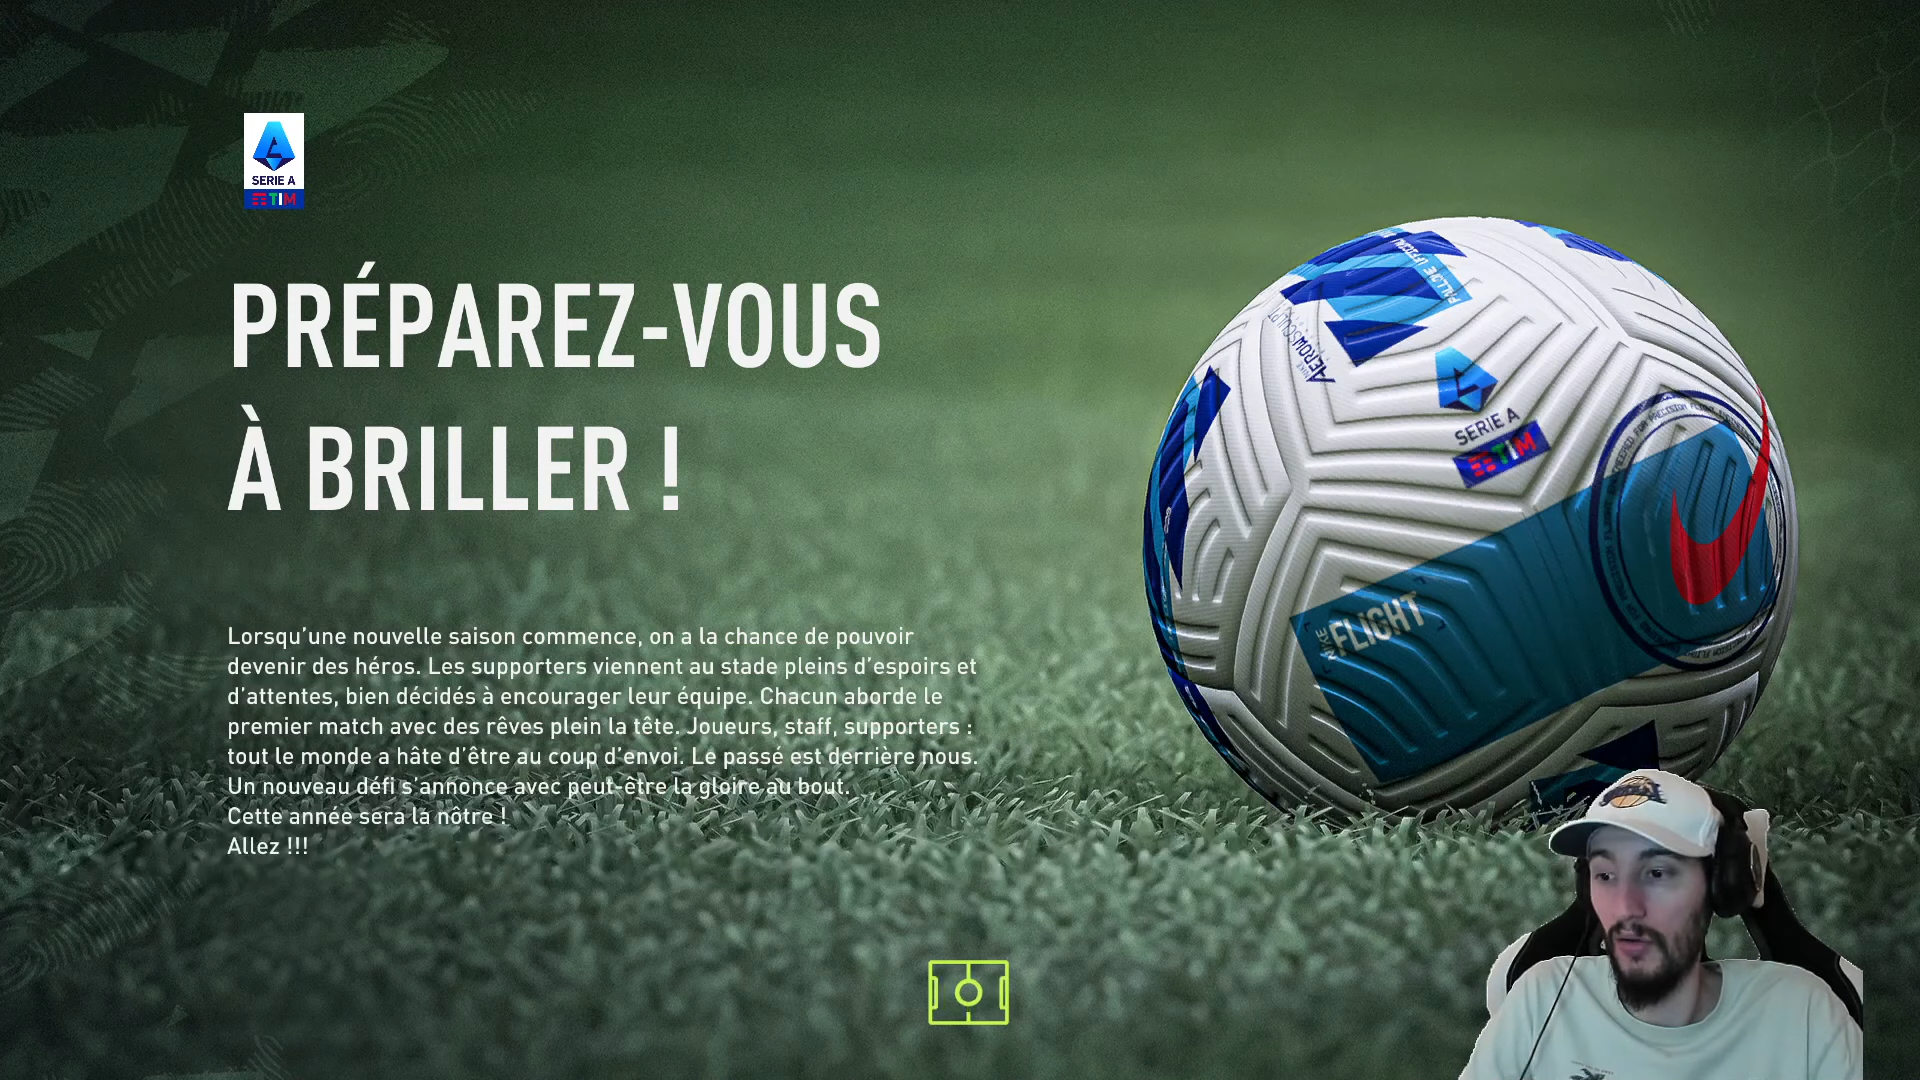 SERIE A
TIM
PRÉPAREZ-VOUS
À BRILLER !
Lorsqu'une nouvelle saison commence, on a la chance de pouvoir
devenir des héros. Les supporters viennent au stade pleins d'espoirs et
d'attentes, bien décidés à encourager leur équipe. Chacun aborde le
premier match avec des rêves plein la tête. Joueurs, staff, supporters :
tout le monde a hâte d'être au coup d'envoi. Le passé est derrière nous.
Un nouveau défi s'annonce avec peut-être la gloire au bout.
Cette année sera la nôtre !
Allez !!!
NIKE
AEROWSCULPT
SERIE A
TIM
NIKE
FLIGHT